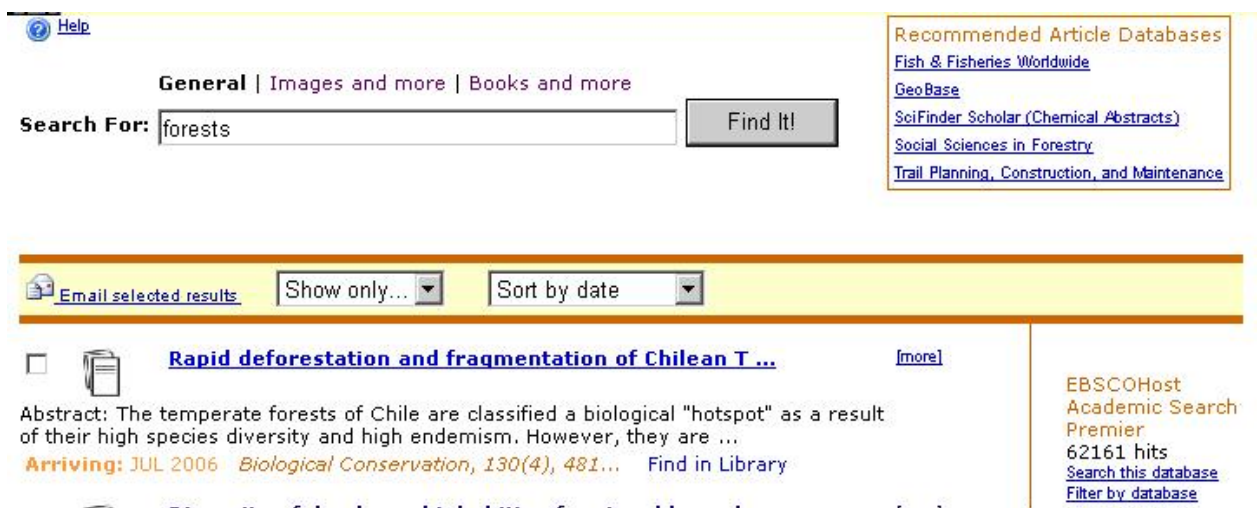 Help
General | Images and more | Books and more
Search For: forests Find It!
Recommended Article Databases
Fish & Fisheries Worldwide
GeoBase
SciFinder Scholar (Chemical Abstracts)
Social Sciences in Forestry
Trail Planning, Construction, and Maintenance
Email selected results Show only... Sort by date
Rapid deforestation and fragmentation of Chilean T ... [more]
Abstract: The temperate forests of Chile are classified a biological "hotspot" as a result
of their high species diversity and high endemism. However, they are ...
Arriving: JUL 2006 Biological Conservation, 130(4), 481... Find in Library
EBSCOHost
Academic Search
Premier
62161 hits
Search this database
Filter by database